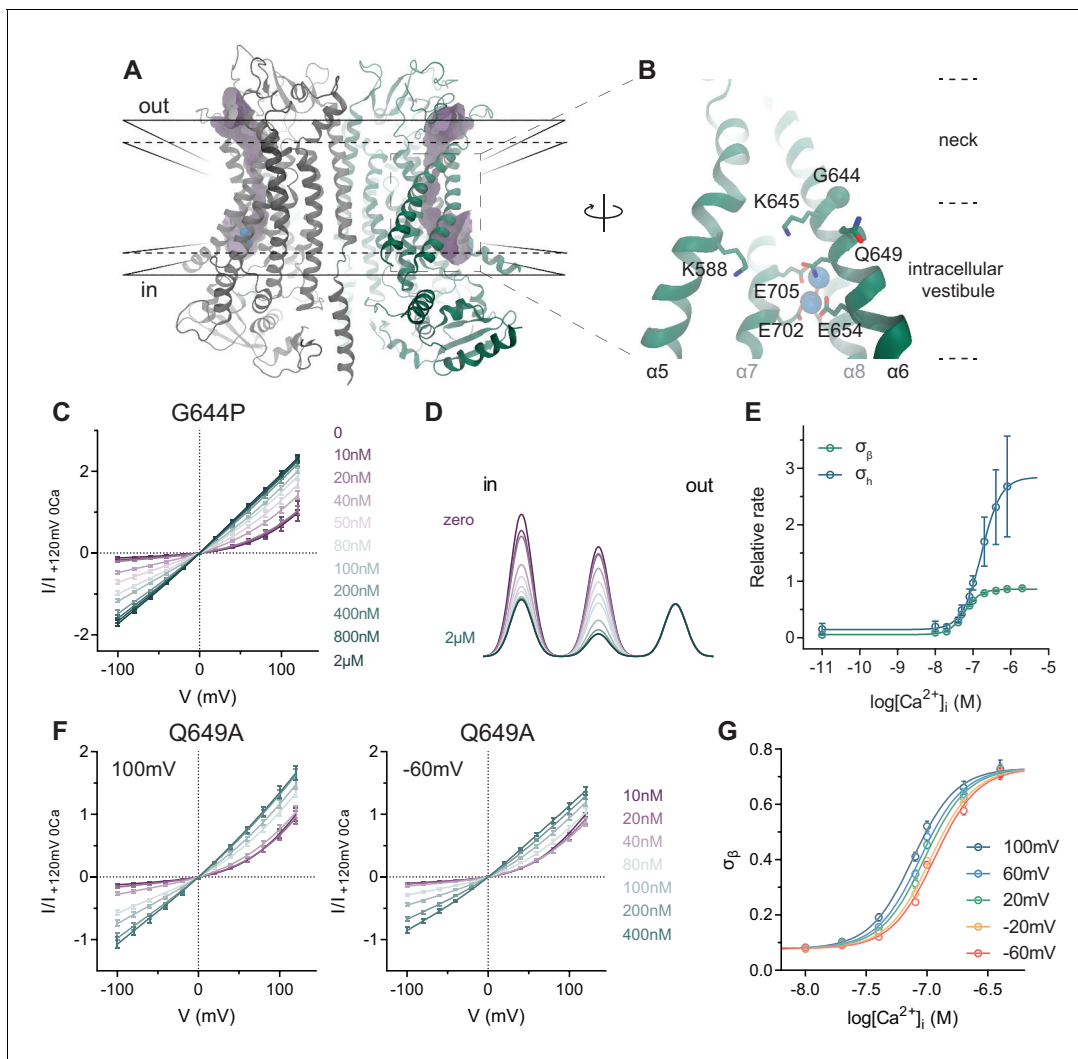 A
out
in
B
neck
G644
K645
Q649
K588
intracellular
vestibule
E705
E702
E654
α5
α7
α8
α6
C
G644P
I/I +120mV 0Ca
2
0
-2
-100
0
100
V (mV)
0
10nM
20nM
40nM
50nM
80nM
100nM
200nM
400nM
800nM
2µM
D
in
out
zero
2µM
E
σβ
σh
Relative rate
3
2
1
0
-11
-10
-9
-8
-7
-6
-5
log[Ca2+]i (M)
F
Q649A
100mV
I/I +120mV 0Ca
2
1
0
-1
-100
0
100
V (mV)
Q649A
-60mV
I/I +120mV 0Ca
2
1
0
-1
-100
0
100
V (mV)
10nM
20nM
40nM
80nM
100nM
200nM
400nM
G
σβ
0.8
0.6
0.4
0.2
0.0
-8.0
-7.5
-7.0
-6.5
log[Ca2+]i (M)
100mV
60mV
20mV
-20mV
-60mV